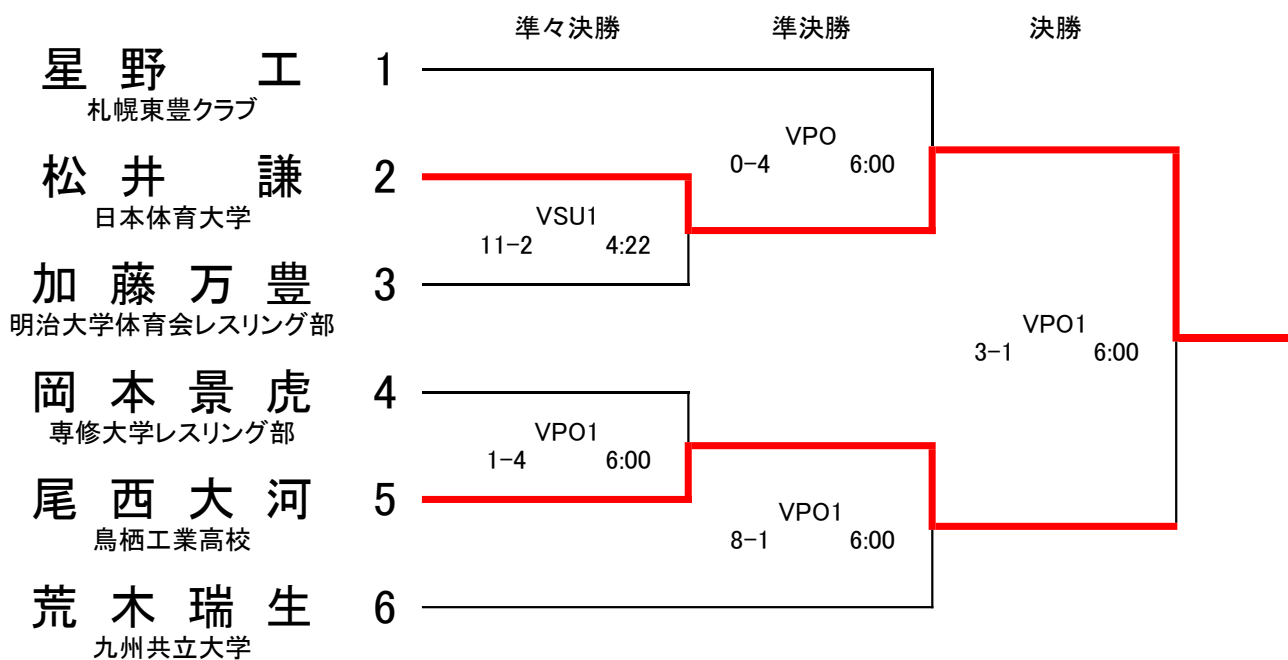 準々決勝 準決勝 決勝
星野 工 1
札幌東豊クラブ
VPO
0-4 6:00
松井 謙 2
日本体育大学
VSU1
11-2 4:22
加藤万豊 3
明治大学体育会レスリング部
VPO1
3-1 6:00
岡本景虎 4
専修大学レスリング部
VPO1
1-4 6:00
尾西大河 5
鳥栖工業高校
VPO1
8-1 6:00
荒木瑞生 6
九州共立大学